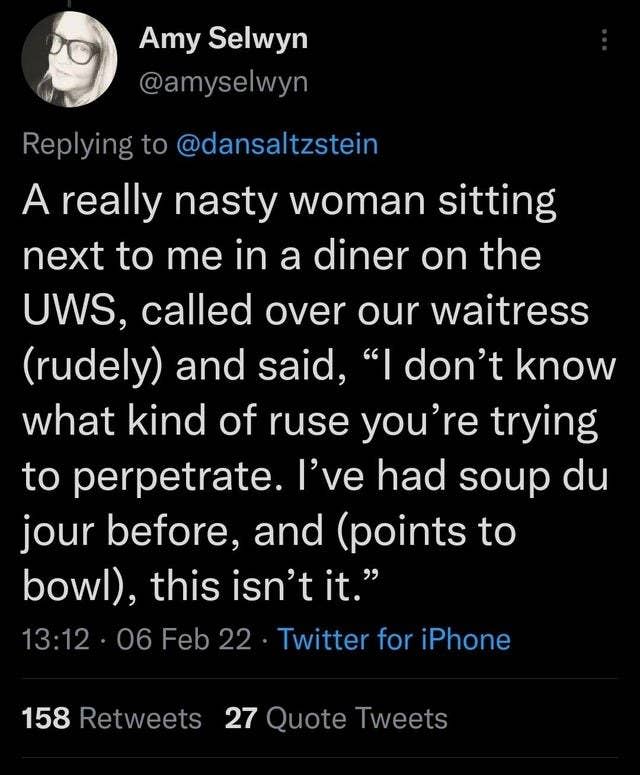 Amy Selwyn
@amyselwyn
Replying to @dansaltzstein
A really nasty woman sitting
next to me in a diner on the
UWS, called over our waitress
(rudely) and said, “I don’t know
what kind of ruse you’re trying
to perpetrate. I’ve had soup du
jour before, and (points to
bowl), this isn’t it.”
13:12 · 06 Feb 22 · Twitter for iPhone
158 Retweets 27 Quote Tweets